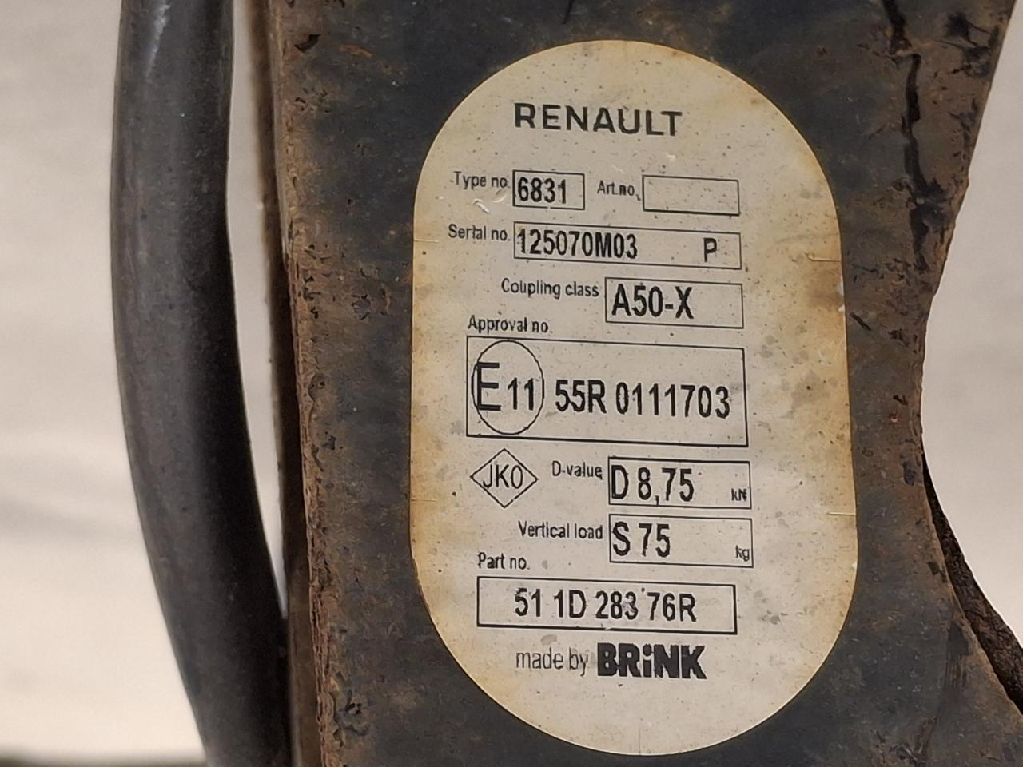 RENAULT
Type no. 6831 Art.no.
Serial no. 125070M03 P
Coupling class A50-X
Approval no.
E11 55R 0111703
JKO D-value D 8,75 kN
Vertical load S 75 kg
Part no.
51 1D 283 76R
made by BRiNK